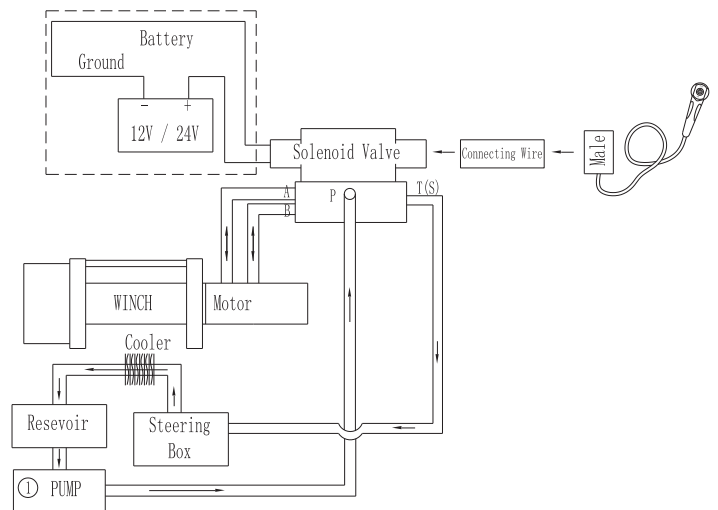 Battery
Ground
− +
12V / 24V
Solenoid Valve
Connecting Wire
Male
A
P
T(S)
B
WINCH
Motor
Cooler
Resevoir
Steering
Box
1 PUMP